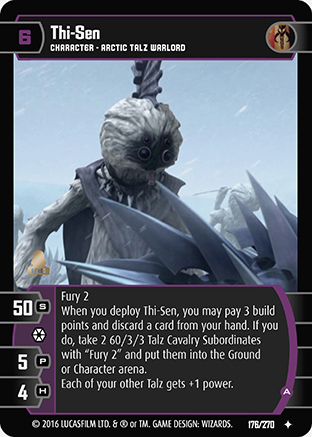 6
Thi-Sen
CHARACTER - ARCTIC TALZ WARLORD
50 S
5 P
4 H
Fury 2
When you deploy Thi-Sen, you may pay 3 build
points and discard a card from your hand. If you
do, take 2 60/3/3 Talz Cavalry Subordinates
with "Fury 2" and put them into the Ground
or Character arena.
Each of your other Talz gets +1 power.
A
© 2016 LUCASFILM LTD. & ® or TM. GAME DESIGN: WIZARDS.
176/270